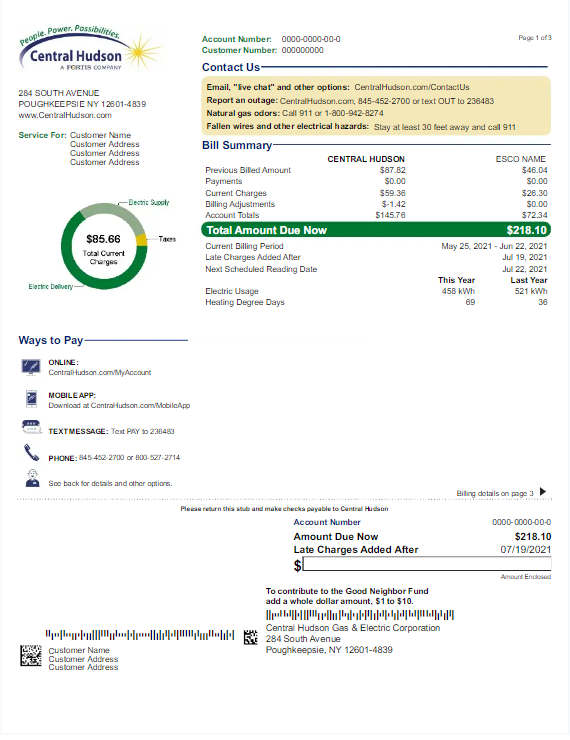 People. Power. Possibilities.
Central Hudson
A FORTIS COMPANY
284 SOUTH AVENUE
POUGHKEEPSIE NY 12601-4839
www.CentralHudson.com
Service For: Customer Name
Customer Address
Customer Address
Customer Address
Account Number: 0000-0000-00-0
Customer Number: 000000000
Page 1 of 3
Contact Us
Email, "live chat" and other options: CentralHudson.com/ContactUs
Report an outage: CentralHudson.com, 845-452-2700 or text OUT to 236483
Natural gas odors: Call 911 or 1-800-942-8274
Fallen wires and other electrical hazards: Stay at least 30 feet away and call 911
Bill Summary
CENTRAL HUDSON ESCO NAME
Previous Billed Amount $87.82 $46.04
Payments $0.00 $0.00
Current Charges $59.36 $26.30
Billing Adjustments $-1.42 $0.00
Account Totals $145.76 $72.34
Total Amount Due Now $218.10
Current Billing Period May 25, 2021 - Jun 22, 2021
Late Charges Added After Jul 19, 2021
Next Scheduled Reading Date Jul 22, 2021
This Year Last Year
Electric Usage 458 kWh 521 kWh
Heating Degree Days 69 36
Electric Supply
Taxes
$85.66
Total Current
Charges
Electric Delivery
Ways to Pay
ONLINE:
CentralHudson.com/MyAccount
MOBILE APP:
Download at CentralHudson.com/MobileApp
TEXT MESSAGE: Text PAY to 236483
PHONE: 845-452-2700 or 800-527-2714
See back for details and other options.
Billing details on page 3
Please return this stub and make checks payable to Central Hudson
Account Number 0000-0000-00-0
Amount Due Now $218.10
Late Charges Added After 07/19/2021
$
Amount Enclosed
To contribute to the Good Neighbor Fund
add a whole dollar amount, $1 to $10.
Central Hudson Gas & Electric Corporation
284 South Avenue
Poughkeepsie, NY 12601-4839
Customer Name
Customer Address
Customer Address